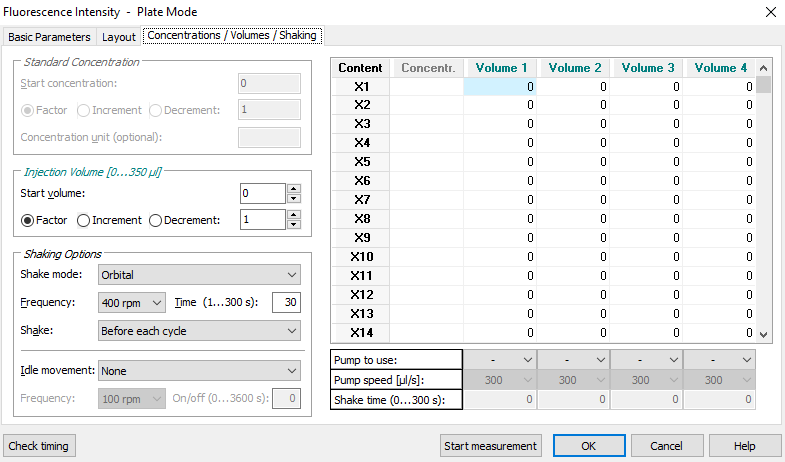 Fluorescence Intensity - Plate Mode
Basic Parameters Layout Concentrations / Volumes / Shaking
Standard Concentration
Start concentration: 0
Factor Increment Decrement: 1
Concentration unit (optional):
Injection Volume [0...350 µl]
Start volume: 0
Factor Increment Decrement: 1
Shaking Options
Shake mode: Orbital
Frequency: 400 rpm Time (1...300 s): 30
Shake: Before each cycle
Idle movement: None
Frequency: 100 rpm On/off (0...3600 s): 0
Content Concentr. Volume 1 Volume 2 Volume 3 Volume 4
X1 0 0 0 0
X2 0 0 0 0
X3 0 0 0 0
X4 0 0 0 0
X5 0 0 0 0
X6 0 0 0 0
X7 0 0 0 0
X8 0 0 0 0
X9 0 0 0 0
X10 0 0 0 0
X11 0 0 0 0
X12 0 0 0 0
X13 0 0 0 0
X14 0 0 0 0
Pump to use: - - - -
Pump speed [µl/s]: 300 300 300 300
Shake time (0...300 s): 0 0 0 0
Check timing Start measurement OK Cancel Help